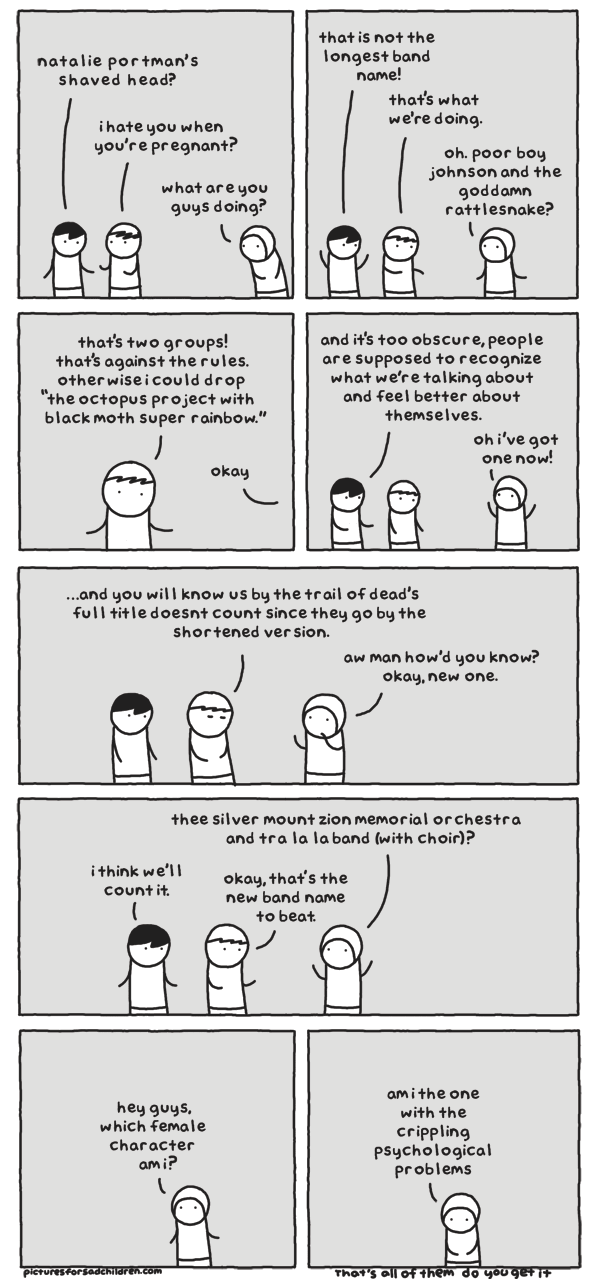 natalie portman's
shaved head?
i hate you when
you're pregnant?
what are you
guys doing?
that is not the
longest band
name!
that's what
we're doing.
oh. poor boy
johnson and the
goddamn
rattlesnake?
that's two groups!
that's against the rules.
otherwise i could drop
"the octopus project with
black moth super rainbow."
okay
and it's too obscure, people
are supposed to recognize
what we're talking about
and feel better about
themselves.
oh i've got
one now!
...and you will know us by the trail of dead's
full title doesnt count since they go by the
shortened version.
aw man how'd you know?
okay, new one.
thee silver mount zion memorial orchestra
and tra la la band (with choir)?
i think we'll
count it.
okay, that's the
new band name
to beat.
hey guys,
which female
character
am i?
am i the one
with the
crippling
psychological
problems
picturesforsadchildren.com
That's all of them do you get it